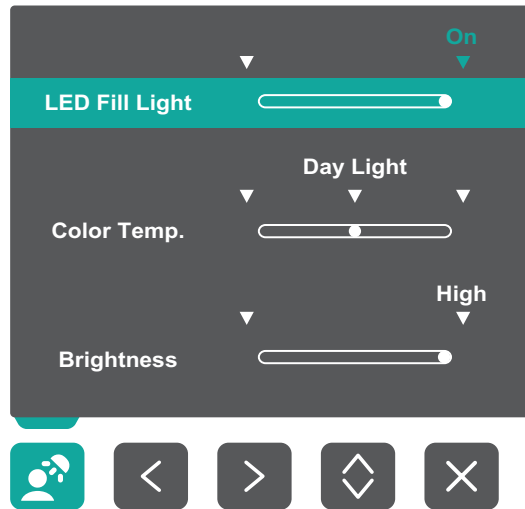 On
LED Fill Light
Day Light
Color Temp.
High
Brightness